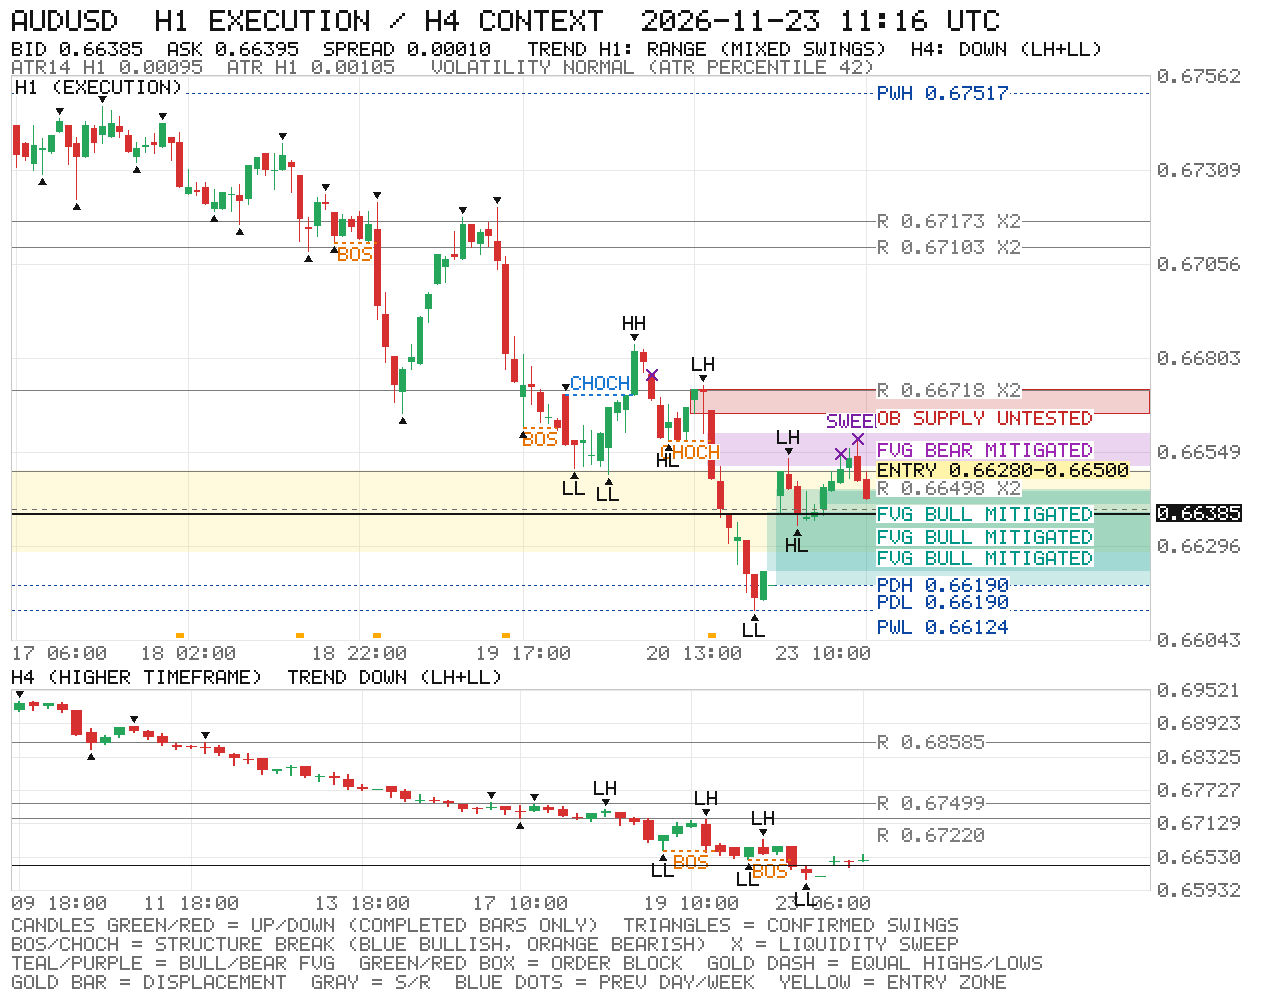 AUDUSD  H1 EXECUTION / H4 CONTEXT  2026-11-23 11:16 UTC
BID 0.66385  ASK 0.66395  SPREAD 0.00010   TREND H1: RANGE (MIXED SWINGS)  H4: DOWN (LH+LL)
ATR14 H1 0.00095  ATR H1 0.00105   VOLATILITY NORMAL (ATR PERCENTILE 42)
0.67562
H1 (EXECUTION)
PWH 0.67517
0.67309
R 0.67173 X2
R 0.67103 X2
BOS
0.67056
HH
0.66803
LH
CHOCH
R 0.66718 X2
SWEE
OB SUPPLY UNTESTED
BOS
LH
CHOCH
FVG BEAR MITIGATED
0.66549
HL
ENTRY 0.66280-0.66500
LL
LL
R 0.66498 X2
FVG BULL MITIGATED
0.66385
FVG BULL MITIGATED
HL
0.66296
FVG BULL MITIGATED
PDH 0.66190
PDL 0.66190
LL
PWL 0.66124
0.66043
17 06:00
18 02:00
18 22:00
19 17:00
20 13:00
23 10:00
H4 (HIGHER TIMEFRAME)  TREND DOWN (LH+LL)
0.69521
0.68923
R 0.68585
0.68325
LH
0.67727
LH
R 0.67499
LH
0.67129
R 0.67220
BOS
0.66530
LL
BOS
LL
0.65932
LL
09 18:00
11 18:00
13 18:00
17 10:00
19 10:00
23 06:00
CANDLES GREEN/RED = UP/DOWN (COMPLETED BARS ONLY)  TRIANGLES = CONFIRMED SWINGS
BOS/CHOCH = STRUCTURE BREAK (BLUE BULLISH, ORANGE BEARISH)  X = LIQUIDITY SWEEP
TEAL/PURPLE = BULL/BEAR FVG  GREEN/RED BOX = ORDER BLOCK  GOLD DASH = EQUAL HIGHS/LOWS
GOLD BAR = DISPLACEMENT  GRAY = S/R  BLUE DOTS = PREV DAY/WEEK  YELLOW = ENTRY ZONE